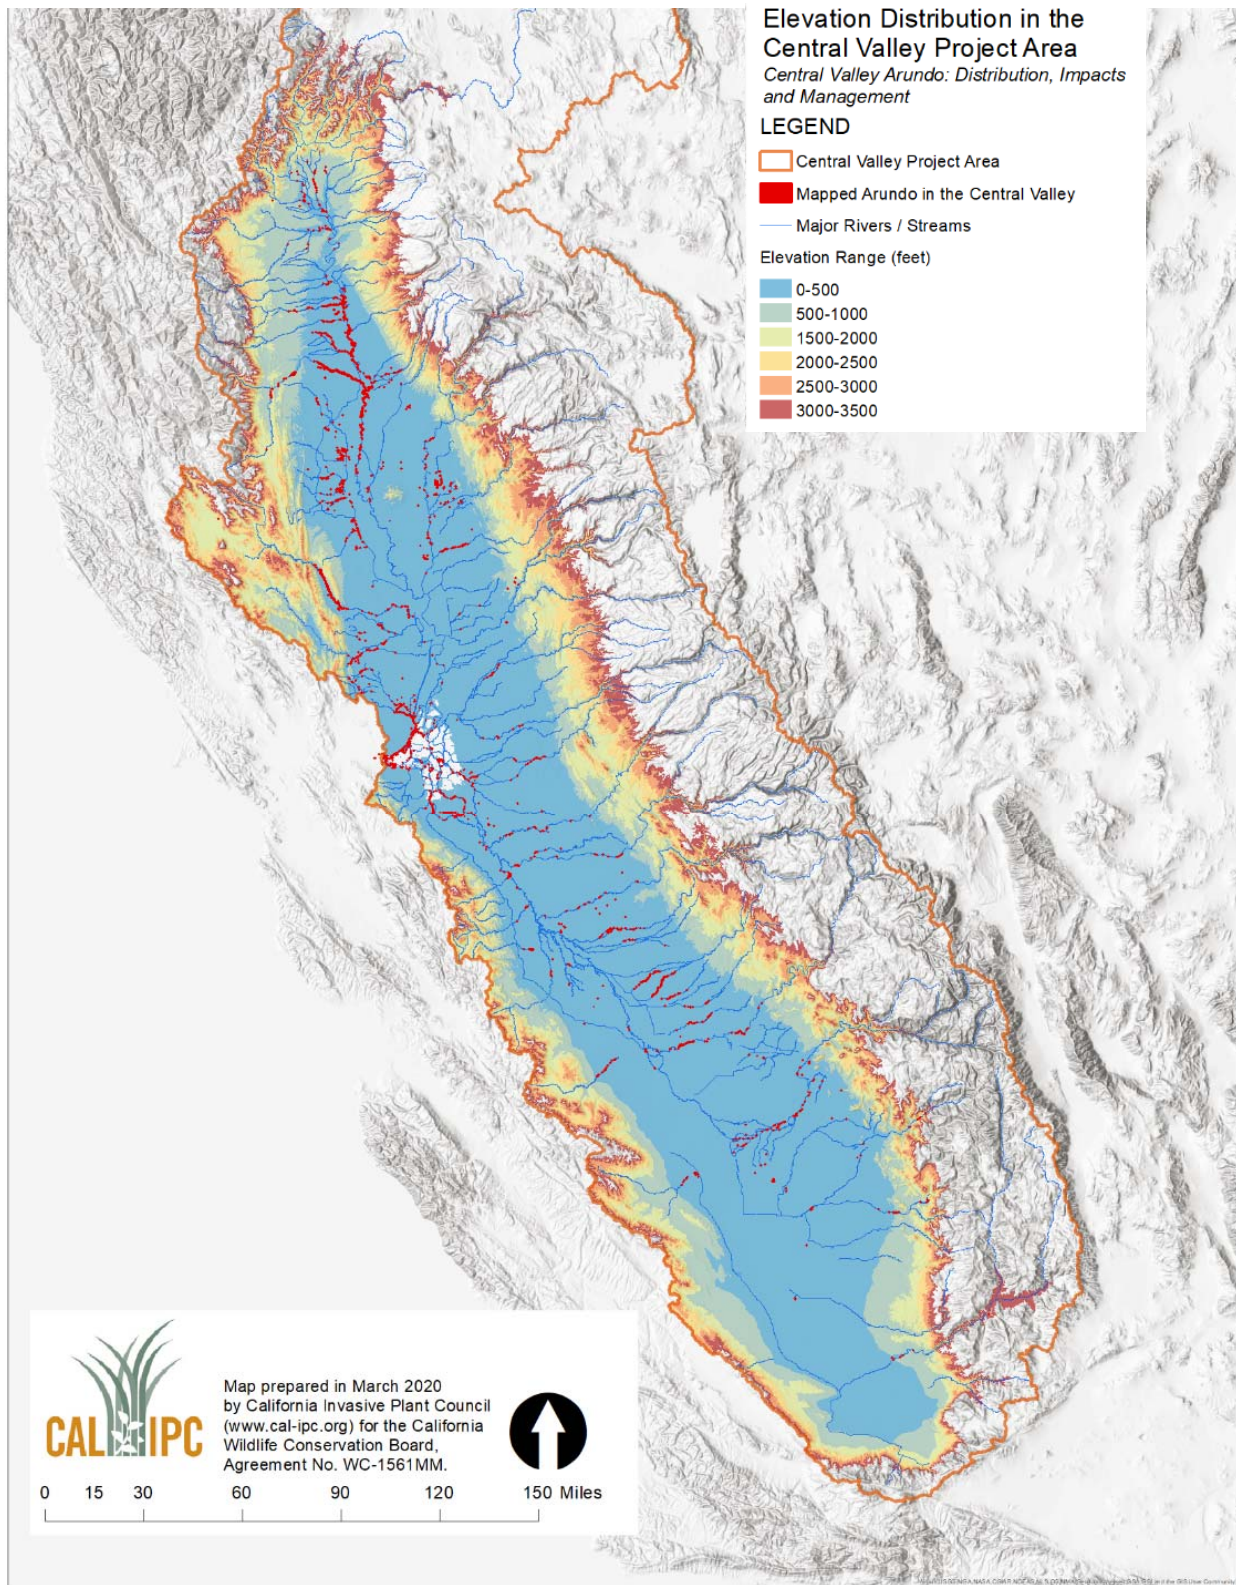 Elevation Distribution in the
Central Valley Project Area
Central Valley Arundo: Distribution, Impacts
and Management
LEGEND
Central Valley Project Area
Mapped Arundo in the Central Valley
Major Rivers / Streams
Elevation Range (feet)
0-500
500-1000
1500-2000
2000-2500
2500-3000
3000-3500
CAL IPC
Map prepared in March 2020
by California Invasive Plant Council
(www.cal-ipc.org) for the California
Wildlife Conservation Board,
Agreement No. WC-1561MM.
0 15 30 60 90 120 150 Miles